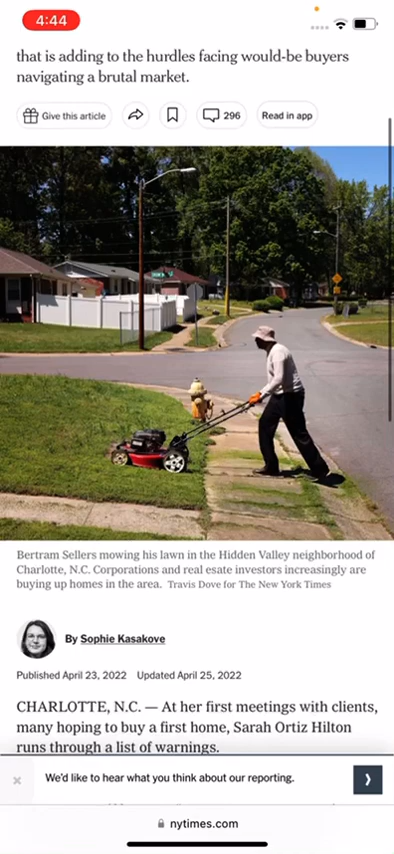 4:44
that is adding to the hurdles facing would-be buyers
navigating a brutal market.
Give this article
296
Read in app
Bertram Sellers mowing his lawn in the Hidden Valley neighborhood of
Charlotte, N.C. Corporations and real esate investors increasingly are
buying up homes in the area. Travis Dove for The New York Times
By Sophie Kasakove
Published April 23, 2022 Updated April 25, 2022
CHARLOTTE, N.C. — At her first meetings with clients,
many hoping to buy a first home, Sarah Ortiz Hilton
runs through a list of warnings.
We'd like to hear what you think about our reporting.
nytimes.com